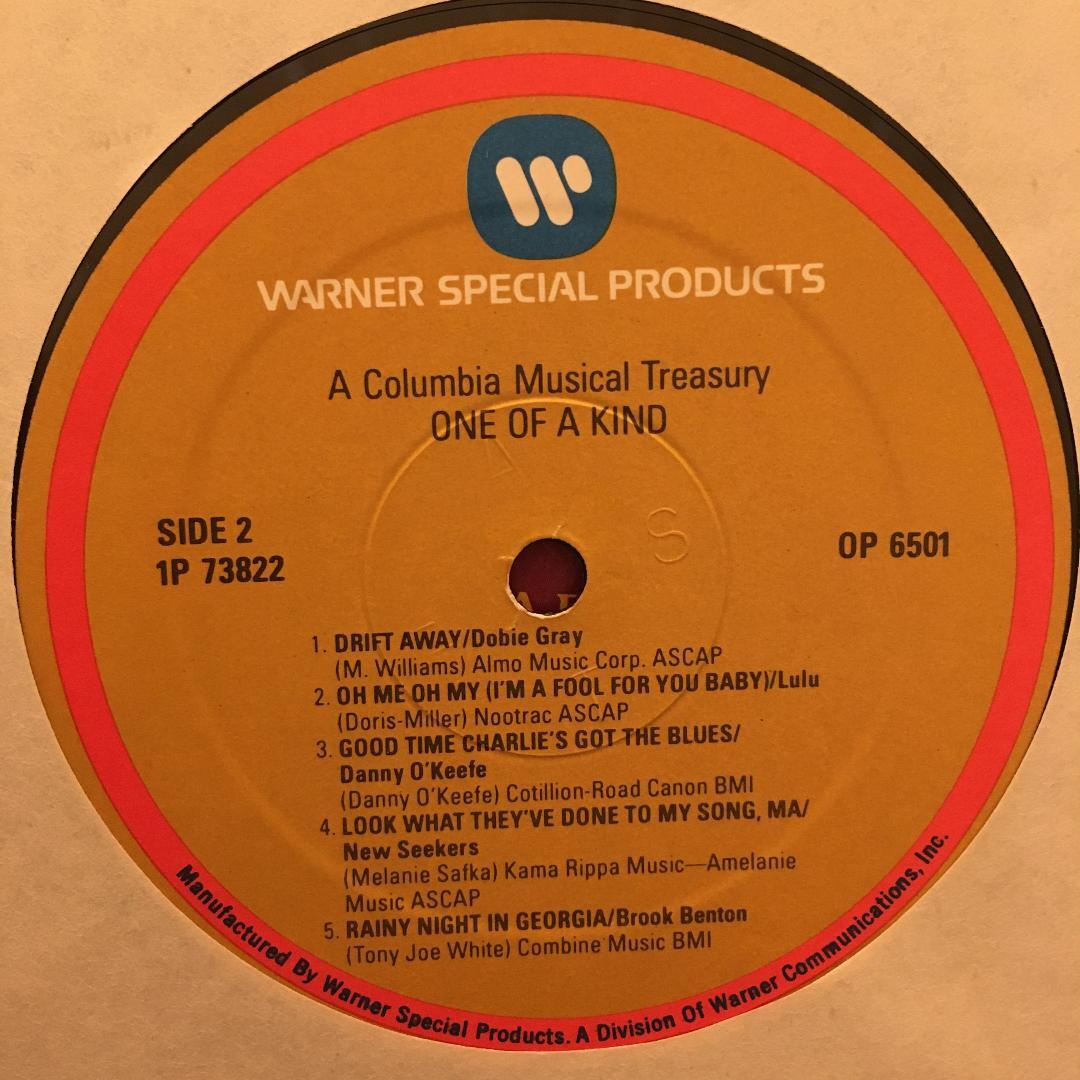 WARNER SPECIAL PRODUCTS
A Columbia Musical Treasury
ONE OF A KIND
SIDE 2
1P 73822
OP 6501
1. DRIFT AWAY/Dobie Gray
(M. Williams) Almo Music Corp. ASCAP
2. OH ME OH MY (I'M A FOOL FOR YOU BABY)/Lulu
(Doris-Miller) Nootrac ASCAP
3. GOOD TIME CHARLIE'S GOT THE BLUES/
Danny O'Keefe
(Danny O'Keefe) Cotillion-Road Canon BMI
4. LOOK WHAT THEY'VE DONE TO MY SONG, MA/
New Seekers
(Melanie Safka) Kama Rippa Music—Amelanie
Music ASCAP
5. RAINY NIGHT IN GEORGIA/Brook Benton
(Tony Joe White) Combine Music BMI
Manufactured By Warner Special Products. A Division Of Warner Communications, Inc.